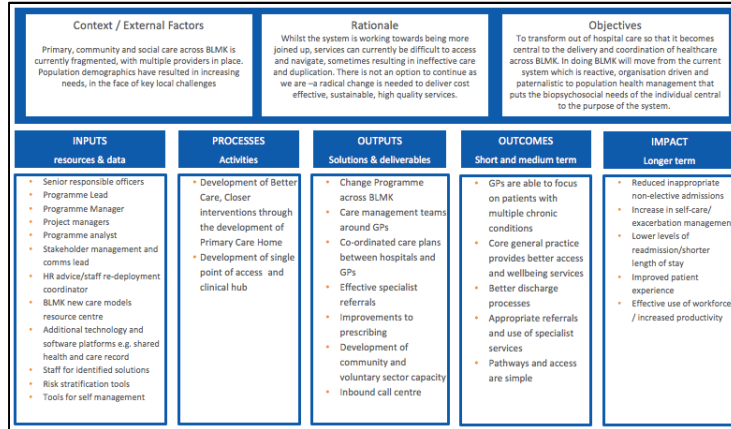 Context / External Factors
Primary, community and social care across BLMK is
currently fragmented, with multiple providers in place.
Population demographics have resulted in increasing
needs, in the face of key local challenges
Rationale
Whilst the system is working towards being more
joined up, services can currently be difficult to access
and navigate, sometimes resulting in ineffective care
and duplication. There is not an option to continue as
we are –a radical change is needed to deliver cost
effective, sustainable, high quality services.
Objectives
To transform out of hospital care so that it becomes
central to the delivery and coordination of healthcare
across BLMK. In doing BLMK will move from the current
system which is reactive, organisation driven and
paternalistic to population health management that
puts the biopsychosocial needs of the individual central
to the purpose of the system.
INPUTS
resources & data
• Senior responsible officers
• Programme Lead
• Programme Manager
• Project managers
• Programme analyst
• Stakeholder management and
comms lead
• HR advice/staff re-deployment
coordinator
• BLMK new care models
resource centre
• Additional technology and
software platforms e.g. shared
health and care record
• Staff for identified solutions
• Risk stratification tools
• Tools for self management
PROCESSES
Activities
• Development of Better
Care, Closer
interventions through
the development of
Primary Care Home
• Development of single
point of access and
clinical hub
OUTPUTS
Solutions & deliverables
• Change Programme
across BLMK
• Care management teams
around GPs
• Co-ordinated care plans
between hospitals and
GPs
• Effective specialist
referrals
• Improvements to
prescribing
• Development of
community and
voluntary sector capacity
• Inbound call centre
OUTCOMES
Short and medium term
• GPs are able to focus
on patients with
multiple chronic
conditions
• Core general practice
provides better access
and wellbeing services
• Better discharge
processes
• Appropriate referrals
and use of specialist
services
• Pathways and access
are simple
IMPACT
Longer term
• Reduced inappropriate
non-elective admissions
• Increase in self-care/
exacerbation management
• Lower levels of
readmission/shorter
length of stay
• Improved patient
experience
• Effective use of workforce
/ increased productivity